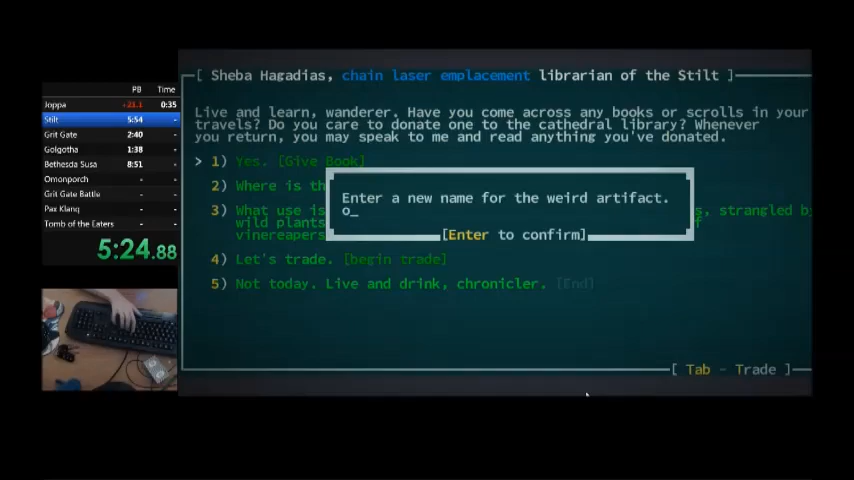 PB Time
Joppa +21.1 0:35
Stilt 5:54 -
Grit Gate 2:40 -
Golgotha 1:38 -
Bethesda Susa 8:51 -
Omonporch - -
Grit Gate Battle - -
Pax Klanq - -
Tomb of the Eaters - -
5:24.88
[ Sheba Hagadias, chain laser emplacement librarian of the Stilt ]
Live and learn, wanderer. Have you come across any books or scrolls in your
travels? Do you care to donate one to the cathedral library? Whenever
you return, you may speak to me and read anything you've donated.
> 1) Yes. [Give Book]
2) Where is th
3) What use is s, strangled b
wild plants
vinereapers
Enter a new name for the weird artifact.
o_
[Enter to confirm]
4) Let's trade. [begin trade]
5) Not today. Live and drink, chronicler. [End]
[ Tab - Trade ]